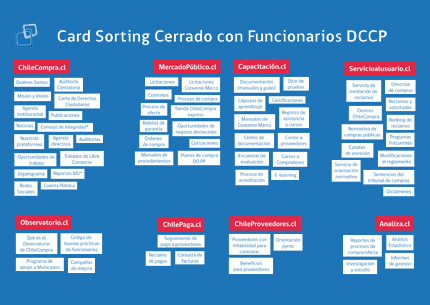 Card Sorting Cerrado con Funcionarios DCCP
ChileCompra.cl
Quiénes Somos
Auditoría
Contraloría
Misión y Visión
Carta de Derechos
Ciudadanos
Agenda
Institucional
Publicaciones
Noticias
Consejo de Integridad*
Nuestras
plataformas
Agenda
directora
Auditorías
Oportunidades de
trabajo
Tratados de Libre
Comercio
Organigrama
Reportes BID*
Redes
Sociales
Cuenta Pública
MercadoPúblico.cl
Licitaciones
Licitaciones
Convenio Marco
Contratos
Proceso de compra
Proceso de
oferta
Tienda ChileCompra
express
Boletas de
garantía
Oportunidades de
negocio destacadas
Órdenes
de compra
Cotizaciones
Manuales de
procedimientos
Planes de compra
Capacitación.cl
Documentación
(manuales y guías)
Sitio de
pruebas
Cápsulas de
aprendizaje
Certificaciones
Manuales de
Convenio Marco
Registro de
asistencia
a cursos
Centro de
documentación
Cursos a
proveedores
Encuestas de
evaluación
Cursos a
compradores
Proceso de
acreditación
E-learning
Servicioalusuario.cl
Servicio de
mediación de
reclamos
Directiva
de compras
Reclamos y
solicitudes
Centros
ChileCompra
Ranking de
reclamos
Normativa de
compras públicas
Preguntas
Frecuentes
Canales
de atención
Modificaciones
al reglamento
Servicio de
orientación
normativa
Sentencias del
tribunal de compras
Dictámenes
Observatorio.cl
Qué es el
Observatorio
de ChileCompra
Código de
buenas prácticas
de funcionarios
Programa de
apoyo a Municipios
Campañas
de mejora
ChilePaga.cl
Seguimiento de
pago a proveedores
Reclamo
de pagos
Consulta de
facturas
ChileProveedores.cl
Proveedores con
inhabilidad para
contratar
Orientación
pyme
Beneficios
para proveedores
Analiza.cl
Reportes de
procesos de
compra/oferta
Análisis
Estadístico
Investigación
y estudio
Informes
de gestión